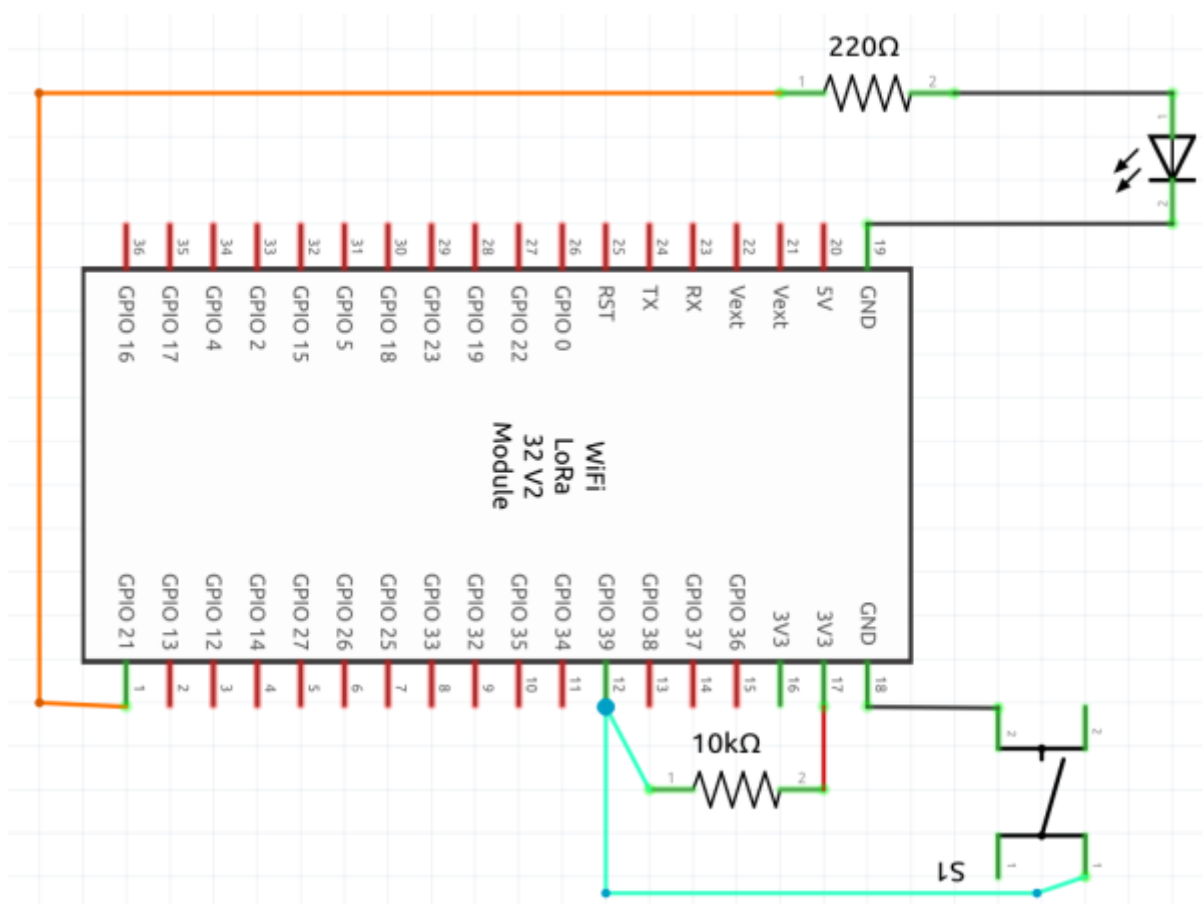 220Ω
1
2
1
2
36
35
34
33
32
31
30
29
28
27
26
25
24
23
22
21
20
19
GPIO 16
GPIO 17
GPIO 4
GPIO 2
GPIO 15
GPIO 5
GPIO 18
GPIO 23
GPIO 19
GPIO 22
GPIO 0
RST
TX
RX
Vext
Vext
5V
GND
WiFi
LoRa
32 V2
Module
GPIO 21
GPIO 13
GPIO 12
GPIO 14
GPIO 27
GPIO 26
GPIO 25
GPIO 33
GPIO 32
GPIO 35
GPIO 34
GPIO 39
GPIO 38
GPIO 37
GPIO 36
3V3
3V3
GND
1
2
3
4
5
6
7
8
9
10
11
12
13
14
15
16
17
18
10kΩ
1
2
2
2
S1
1
1